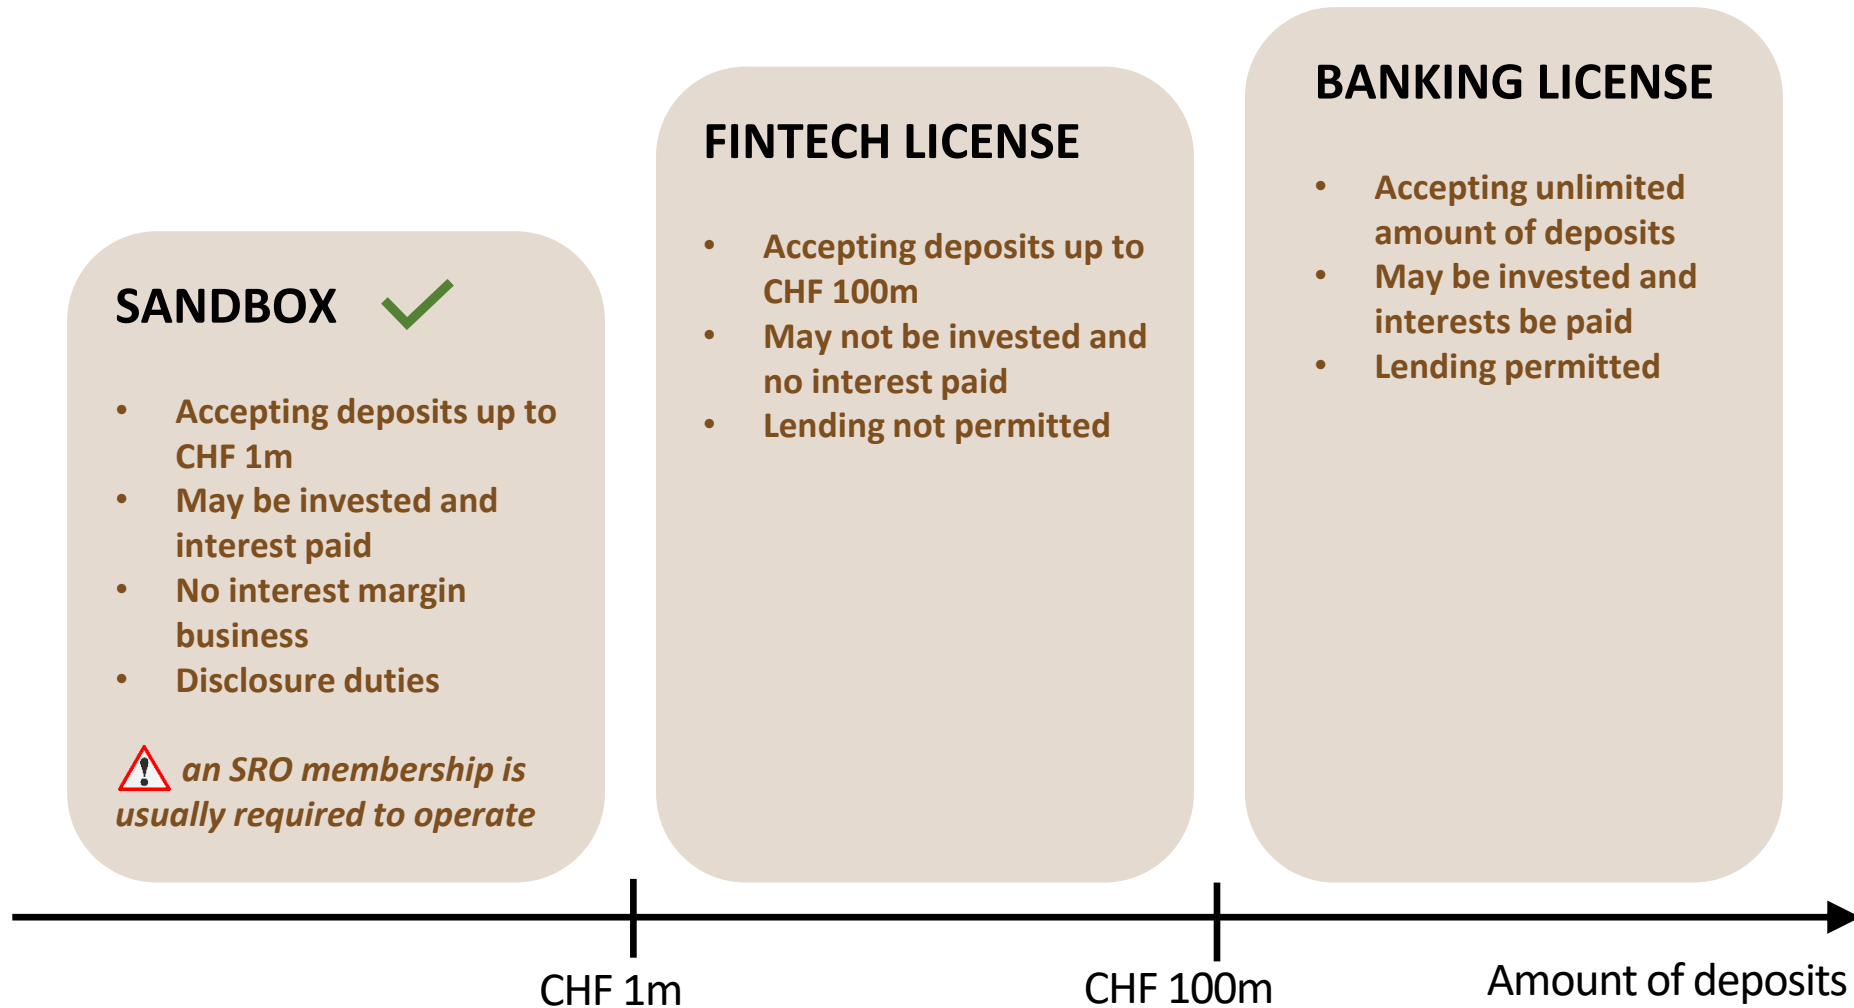 SANDBOX
• Accepting deposits up to
CHF 1m
• May be invested and
interest paid
• No interest margin
business
• Disclosure duties
an SRO membership is
usually required to operate
FINTECH LICENSE
• Accepting deposits up to
CHF 100m
• May not be invested and
no interest paid
• Lending not permitted
BANKING LICENSE
• Accepting unlimited
amount of deposits
• May be invested and
interests be paid
• Lending permitted
CHF 1m
CHF 100m
Amount of deposits